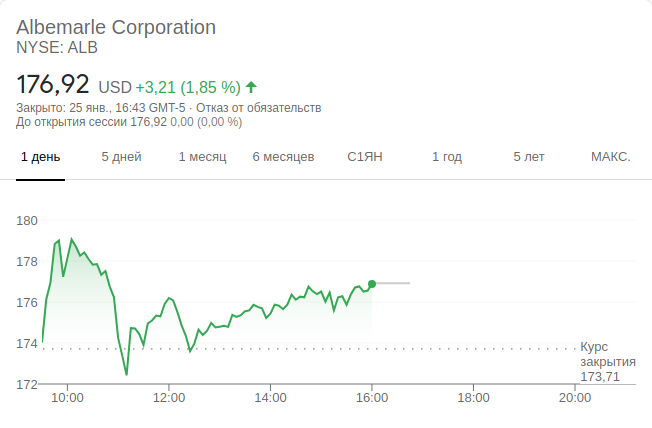 Albemarle Corporation
NYSE: ALB
176,92 USD +3,21 (1,85 %)
Закрыто: 25 янв., 16:43 GMT-5 · Отказ от обязательств
До открытия сессии 176,92 0,00 (0,00 %)
1 день 5 дней 1 месяц 6 месяцев С1ЯН 1 год 5 лет МАКС.
180
178
176
174
Курс
закрытия
173,71
172
10:00 12:00 14:00 16:00 18:00 20:00